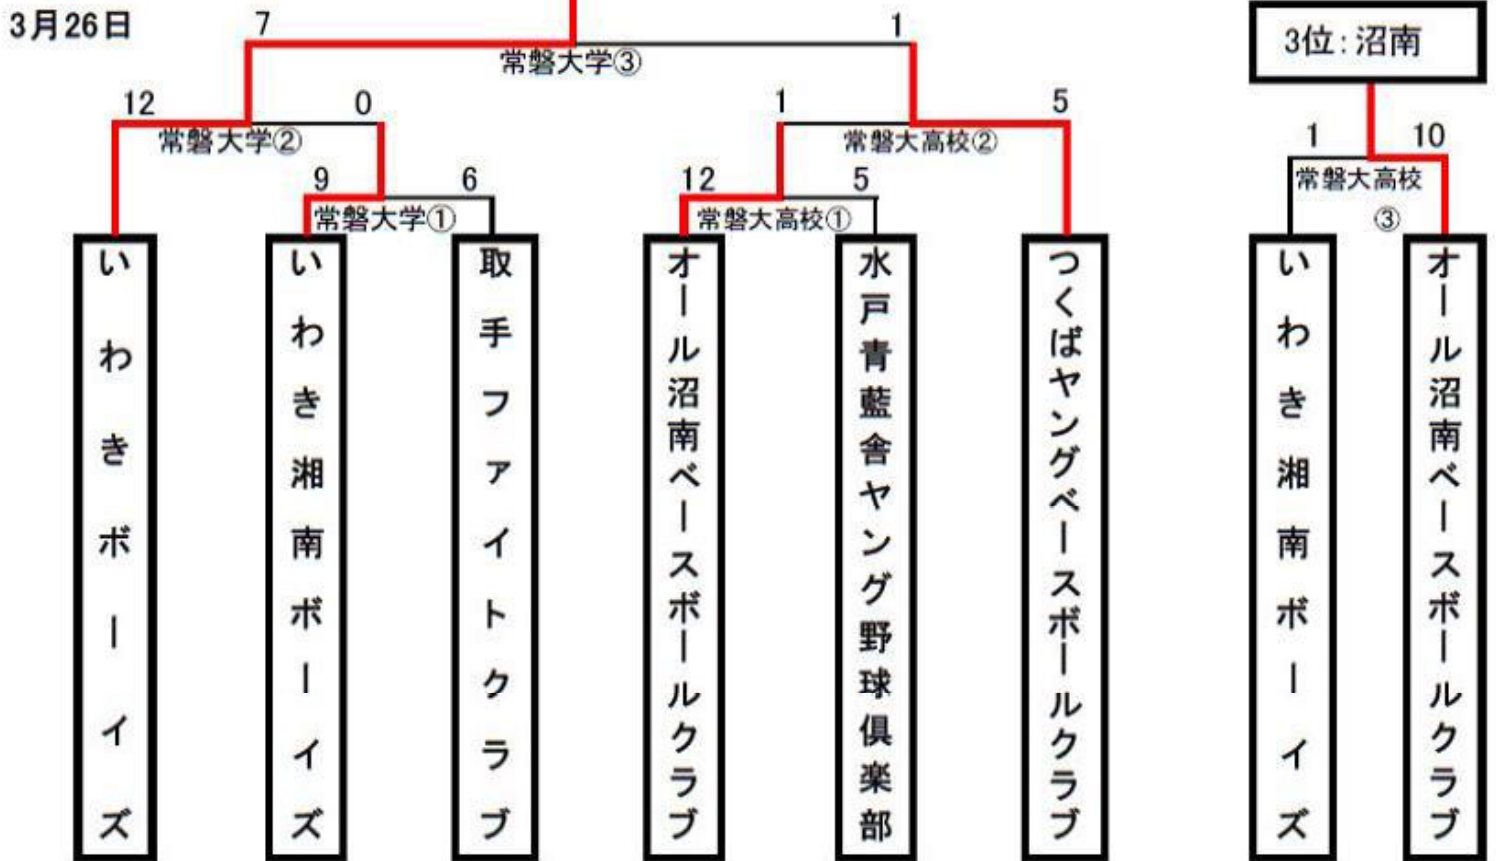 3月26日
7
1
常磐大学③
3位:沼南
12
0
1
5
常磐大学②
常磐大高校②
1
10
常磐大高校
③
9
6
12
5
常磐大学①
常磐大高校①
いわきボーイズ
いわき湘南ボーイズ
取手ファイトクラブ
オール沼南ベースボールクラブ
水戸青藍舎ヤング野球倶楽部
つくばヤングベースボールクラブ
いわき湘南ボーイズ
オール沼南ベースボールクラブ